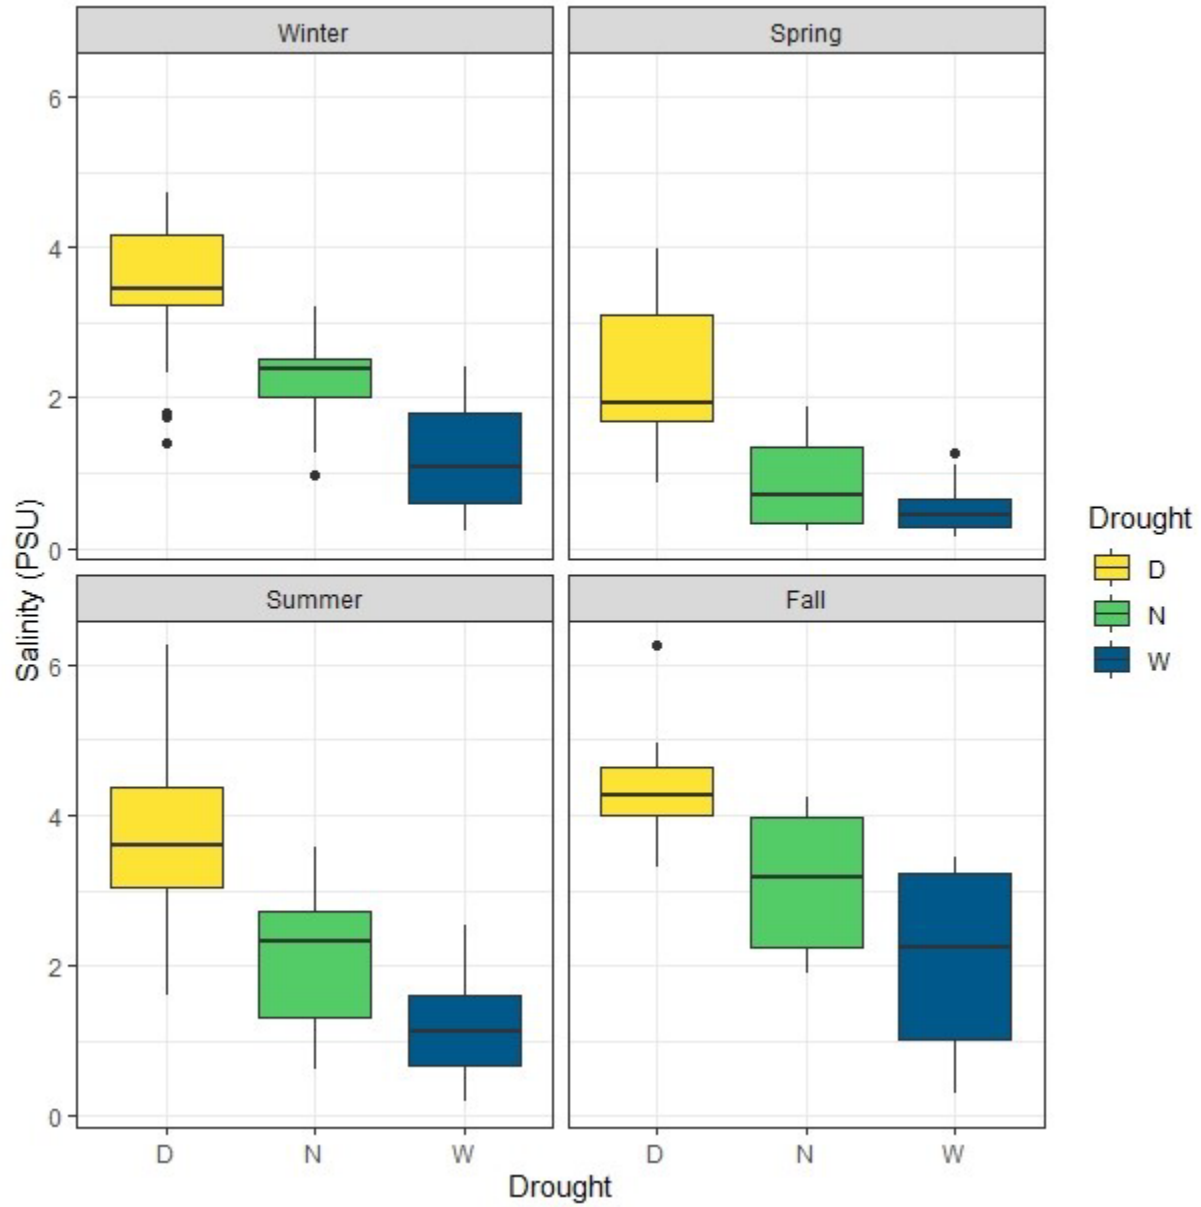 Winter
Spring
6
4
2
0
Summer
Fall
6
4
2
0
D
N
W
D
N
W
Drought
Salinity (PSU)
Drought
D
N
W